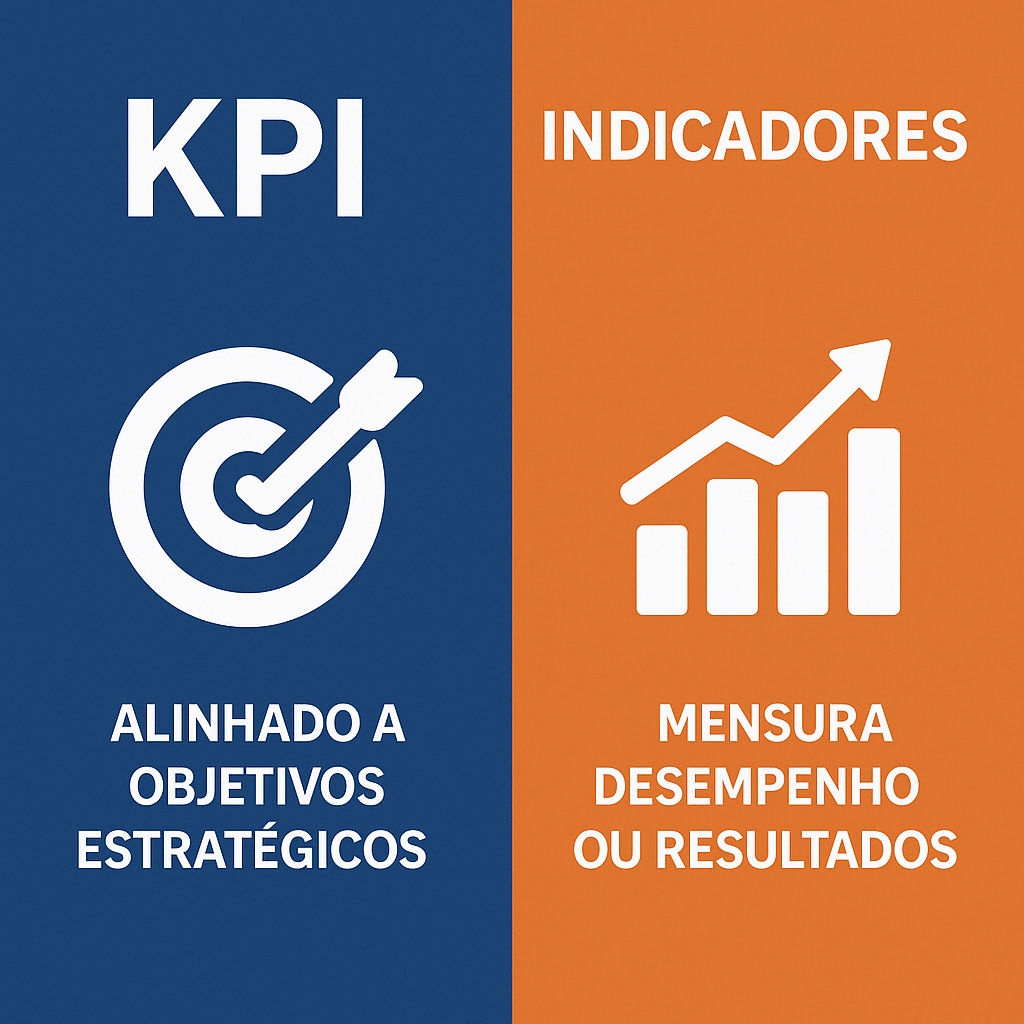 KPI
ALINHADO A
OBJETIVOS
ESTRATÉGICOS
INDICADORES
MENSURA
DESEMPENHO
OU RESULTADOS